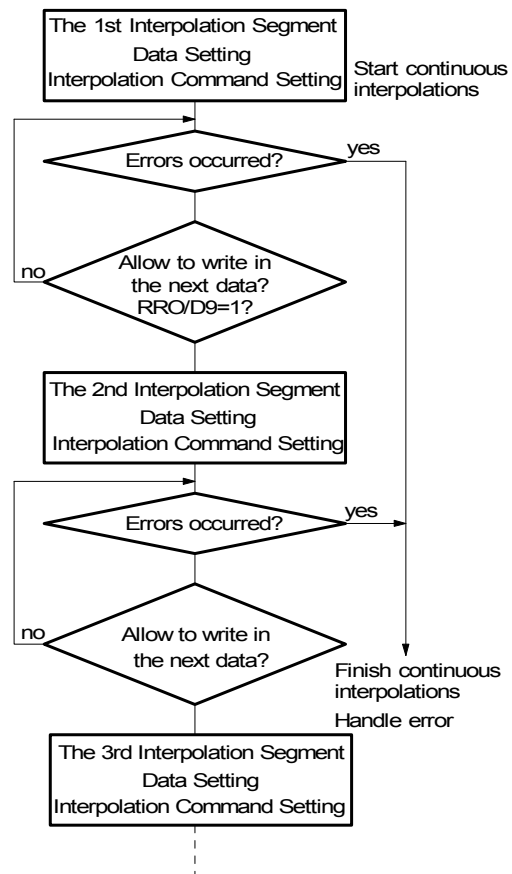 The 1st Interpolation Segment
Data Setting
Interpolation Command Setting
Start continuous
interpolations
Errors occurred?
yes
no
Allow to write in
the next data?
RRO/D9=1?
The 2nd Interpolation Segment
Data Setting
Interpolation Command Setting
Errors occurred?
yes
no
Allow to write in
the next data?
Finish continuous
interpolations
Handle error
The 3rd Interpolation Segment
Data Setting
Interpolation Command Setting